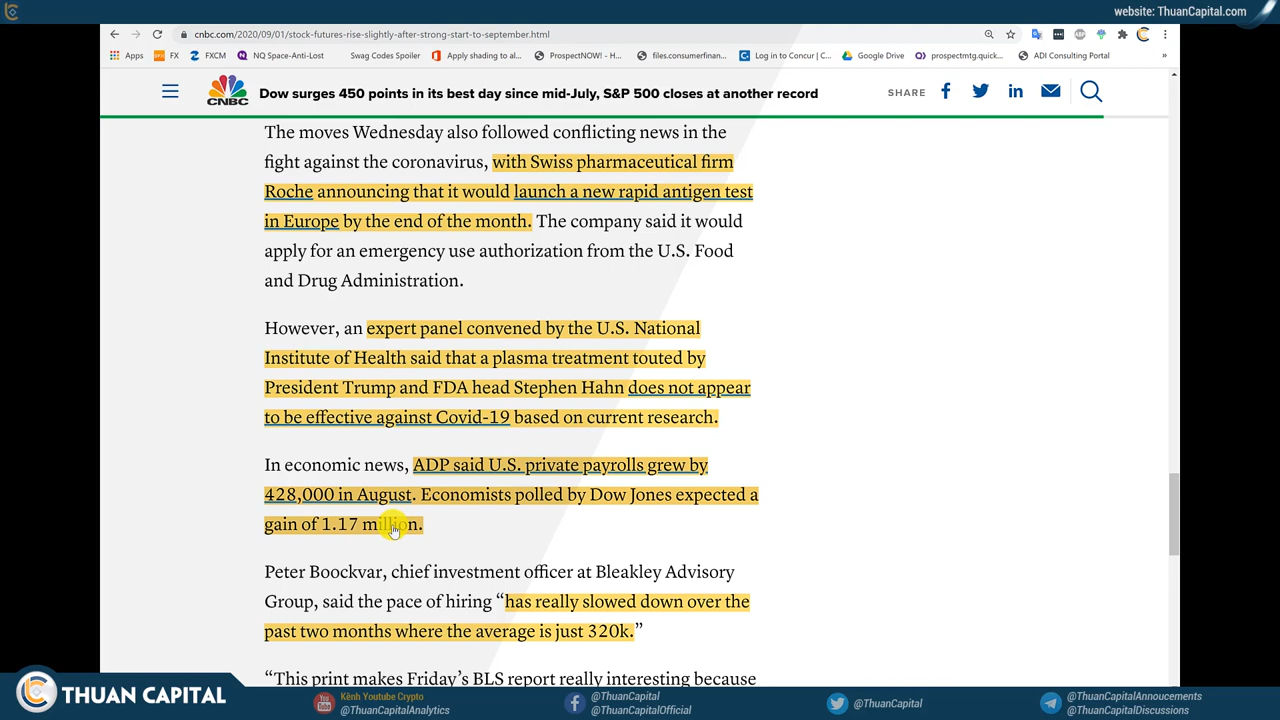 website: ThuanCapital.com
cnbc.com/2020/09/01/stock-futures-rise-slightly-after-strong-start-to-september.html
Apps FX FXCM NQ Space-Anti-Lost Swag Codes Spoiler Apply shading to al... ProspectNOW! - H... files.consumerfinan... Log in to Concur | C... Google Drive prospectmtg.quick... ADI Consulting Portal »
CNBC Dow surges 450 points in its best day since mid-July, S&P 500 closes at another record SHARE
The moves Wednesday also followed conflicting news in the
fight against the coronavirus, with Swiss pharmaceutical firm
Roche announcing that it would launch a new rapid antigen test
in Europe by the end of the month. The company said it would
apply for an emergency use authorization from the U.S. Food
and Drug Administration.
However, an expert panel convened by the U.S. National
Institute of Health said that a plasma treatment touted by
President Trump and FDA head Stephen Hahn does not appear
to be effective against Covid-19 based on current research.
In economic news, ADP said U.S. private payrolls grew by
428,000 in August. Economists polled by Dow Jones expected a
gain of 1.17 million.
Peter Boockvar, chief investment officer at Bleakley Advisory
Group, said the pace of hiring “has really slowed down over the
past two months where the average is just 320k.”
“This print makes Friday’s BLS report really interesting because
THUAN CAPITAL
Kênh Youtube Crypto
@ThuanCapitalAnalytics
@ThuanCapital
@ThuanCapitalOfficial
@ThuanCapital
@ThuanCapitalAnnoucements
@ThuanCapitalDiscussions